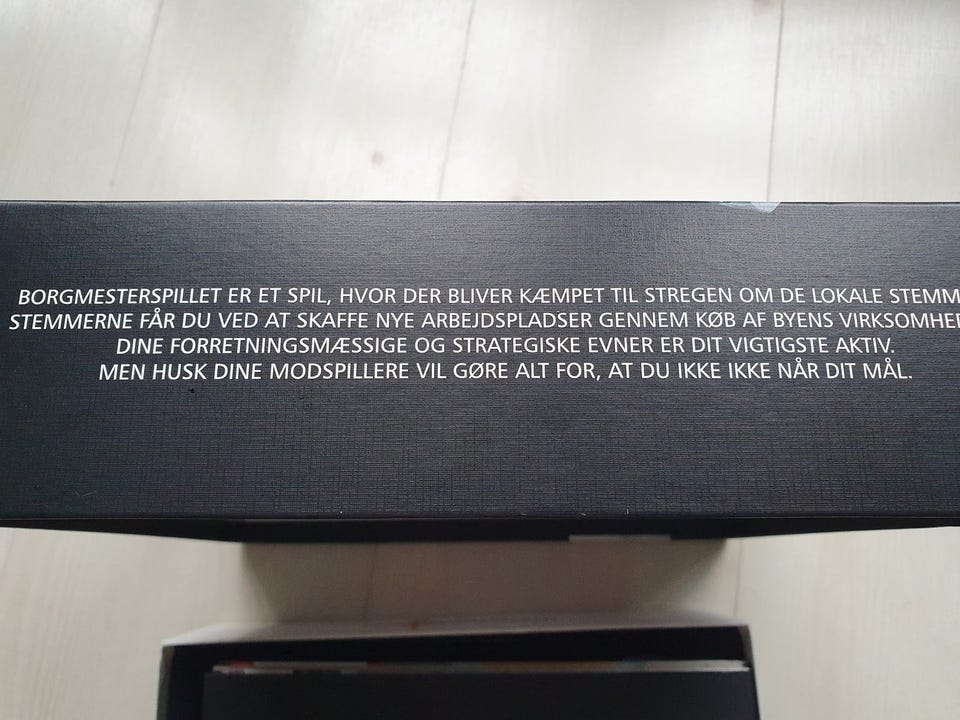 BORGMESTERSPILLET ER ET SPIL, HVOR DER BLIVER KÆMPET TIL STREGEN OM DE LOKALE STEMM
STEMMERNE FÅR DU VED AT SKAFFE NYE ARBEJDSPLADSER GENNEM KØB AF BYENS VIRKSOMHE
DINE FORRETNINGSMÆSSIGE OG STRATEGISKE EVNER ER DIT VIGTIGSTE AKTIV.
MEN HUSK DINE MODSPILLERE VIL GØRE ALT FOR, AT DU IKKE IKKE NÅR DIT MÅL.